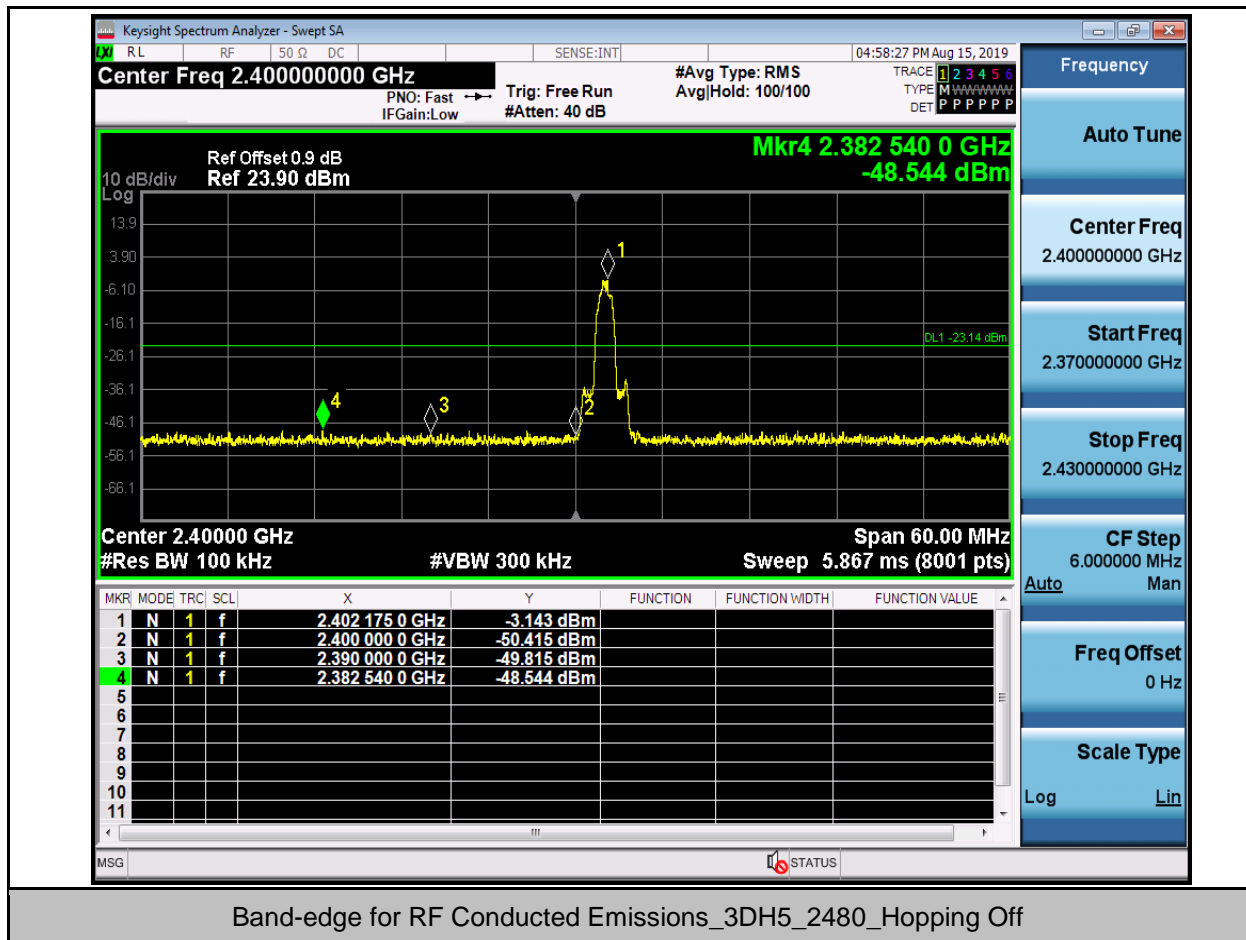 Keysight Spectrum Analyzer - Swept SA
LXI RL RF 50 Ω DC SENSE:INT 04:58:27 PM Aug 15, 2019
Center Freq 2.400000000 GHz
PNO: Fast
IFGain:Low
Trig: Free Run
#Atten: 40 dB
#Avg Type: RMS
Avg|Hold: 100/100
TRACE 1 2 3 4 5 6
TYPE M WWWWW
DET P P P P P P
Frequency
Auto Tune
Mkr4 2.382 540 0 GHz
-48.544 dBm
Ref Offset 0.9 dB
10 dB/div Ref 23.90 dBm
Log
13.9
3.90
-6.10
-16.1
-26.1
-36.1
-46.1
-56.1
-66.1
1
2
3
4
DL1 -23.14 dBm
Center Freq
2.400000000 GHz
Start Freq
2.370000000 GHz
Stop Freq
2.430000000 GHz
Center 2.40000 GHz Span 60.00 MHz
#Res BW 100 kHz #VBW 300 kHz Sweep 5.867 ms (8001 pts)
CF Step
6.000000 MHz
Auto Man
MKR MODE TRC SCL X Y FUNCTION FUNCTION WIDTH FUNCTION VALUE
1 N 1 f 2.402 175 0 GHz -3.143 dBm
2 N 1 f 2.400 000 0 GHz -50.415 dBm
3 N 1 f 2.390 000 0 GHz -49.815 dBm
4 N 1 f 2.382 540 0 GHz -48.544 dBm
5
6
7
8
9
10
11
Freq Offset
0 Hz
Scale Type
Log Lin
MSG STATUS
Band-edge for RF Conducted Emissions_3DH5_2480_Hopping Off